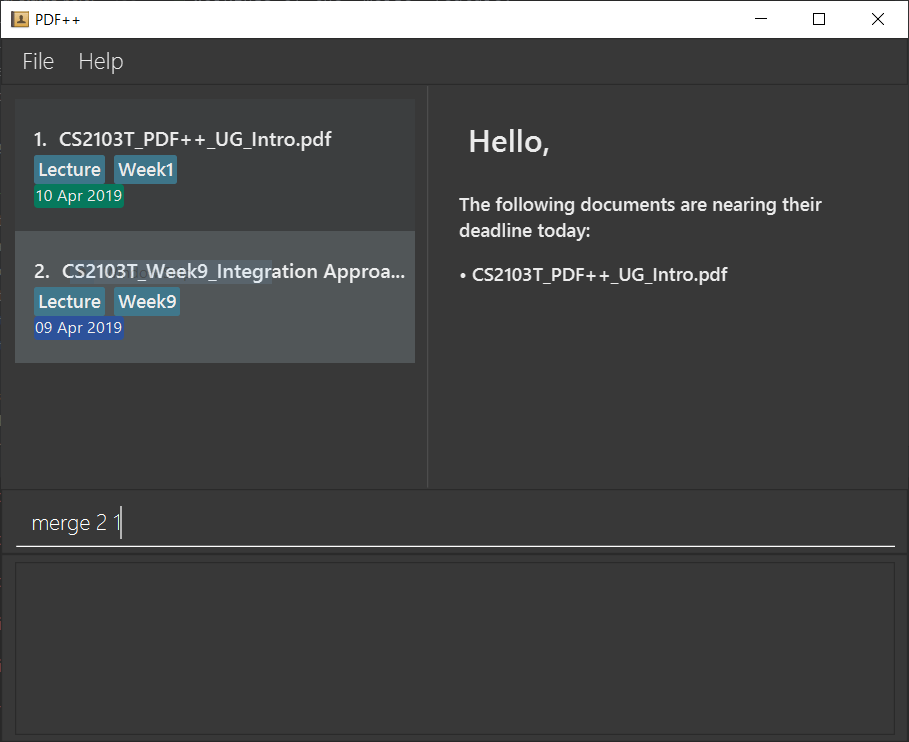 PDF++
File Help
1. CS2103T_PDF++_UG_Intro.pdf
Lecture Week1
10 Apr 2019
2. CS2103T_Week9_Integration Approa...
Lecture Week9
09 Apr 2019
Hello,
The following documents are nearing their
deadline today:
• CS2103T_PDF++_UG_Intro.pdf
merge 2 1